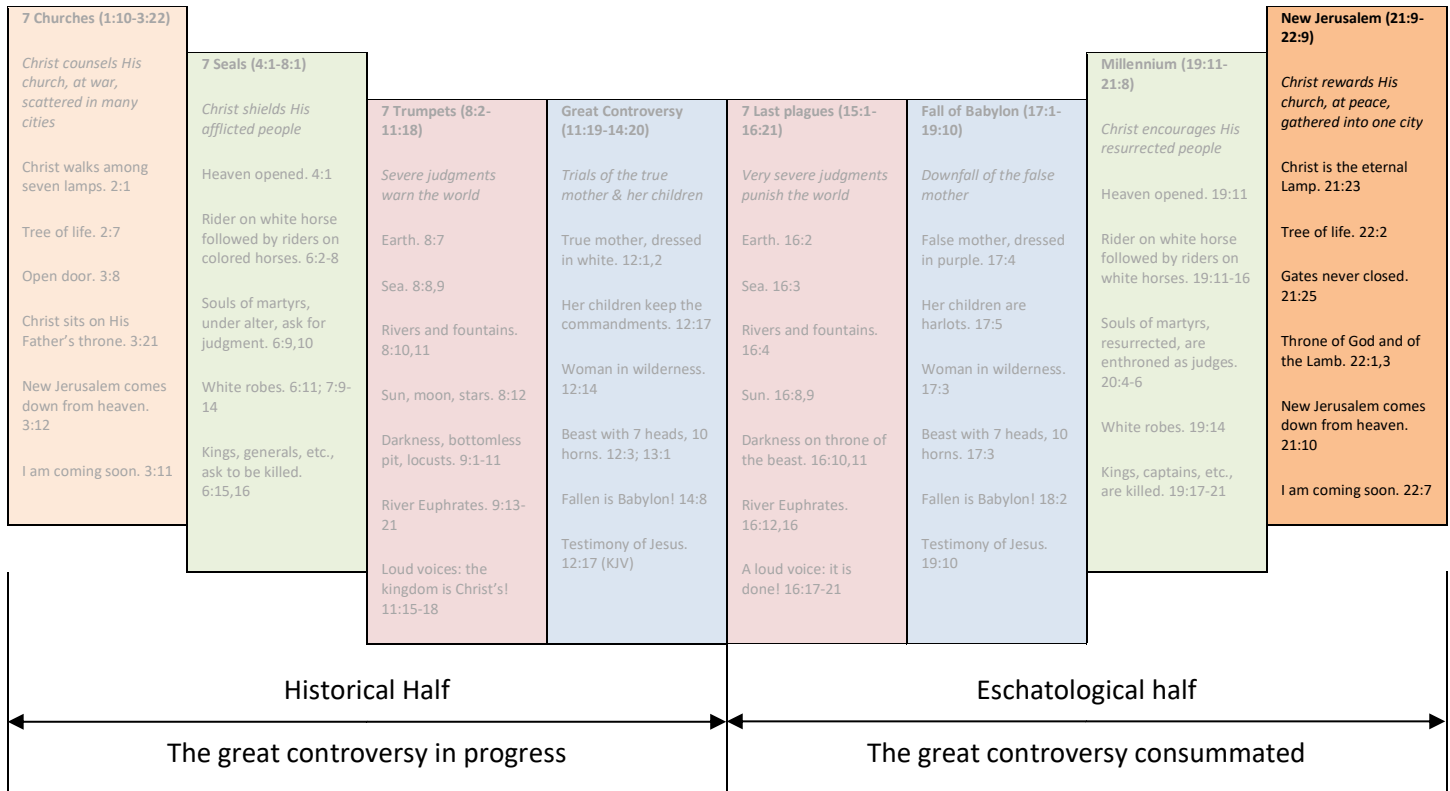 7 Churches (1:10-3:22)
Christ counsels His
church, at war,
scattered in many
cities
Christ walks among
seven lamps. 2:1
Tree of life. 2:7
Open door. 3:8
Christ sits on His
Father’s throne. 3:21
New Jerusalem comes
down from heaven.
3:12
I am coming soon. 3:11
7 Seals (4:1-8:1)
Christ shields His
afflicted people
Heaven opened. 4:1
Rider on white horse
followed by riders on
colored horses. 6:2-8
Souls of martyrs,
under alter, ask for
judgment. 6:9,10
White robes. 6:11; 7:9-
14
Kings, generals, etc.,
ask to be killed.
6:15,16
7 Trumpets (8:2-
11:18)
Severe judgments
warn the world
Earth. 8:7
Sea. 8:8,9
Rivers and fountains.
8:10,11
Sun, moon, stars. 8:12
Darkness, bottomless
pit, locusts. 9:1-11
River Euphrates. 9:13-
21
Loud voices: the
kingdom is Christ’s!
11:15-18
Great Controversy
(11:19-14:20)
Trials of the true
mother & her children
True mother, dressed
in white. 12:1,2
Her children keep the
commandments. 12:17
Woman in wilderness.
12:14
Beast with 7 heads, 10
horns. 12:3; 13:1
Fallen is Babylon! 14:8
Testimony of Jesus.
12:17 (KJV)
7 Last plagues (15:1-
16:21)
Very severe judgments
punish the world
Earth. 16:2
Sea. 16:3
Rivers and fountains.
16:4
Sun. 16:8,9
Darkness on throne of
the beast. 16:10,11
River Euphrates.
16:12,16
A loud voice: it is
done! 16:17-21
Fall of Babylon (17:1-
19:10)
Downfall of the false
mother
False mother, dressed
in purple. 17:4
Her children are
harlots. 17:5
Woman in wilderness.
17:3
Beast with 7 heads, 10
horns. 17:3
Fallen is Babylon! 18:2
Testimony of Jesus.
19:10
Millennium (19:11-
21:8)
Christ encourages His
resurrected people
Heaven opened. 19:11
Rider on white horse
followed by riders on
white horses. 19:11-16
Souls of martyrs,
resurrected, are
enthroned as judges.
20:4-6
White robes. 19:14
Kings, captains, etc.,
are killed. 19:17-21
New Jerusalem (21:9-
22:9)
Christ rewards His
church, at peace,
gathered into one city
Christ is the eternal
Lamp. 21:23
Tree of life. 22:2
Gates never closed.
21:25
Throne of God and of
the Lamb. 22:1,3
New Jerusalem comes
down from heaven.
21:10
I am coming soon. 22:7
Historical Half
The great controversy in progress
Eschatological half
The great controversy consummated